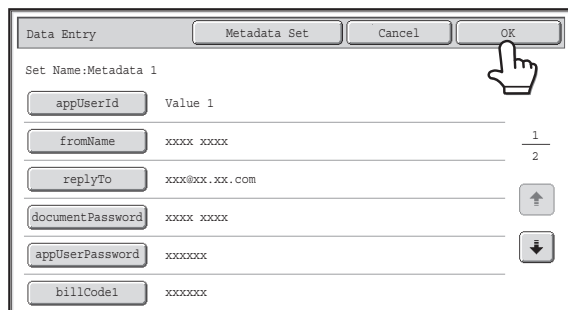 Data Entry Metadata Set Cancel OK
Set Name:Metadata 1
appUserId Value 1
fromName xxxx xxxx
1
2
replyTo xxx@xx.xx.com
documentPassword xxxx xxxx
appUserPassword xxxxxx
billCode1 xxxxxx